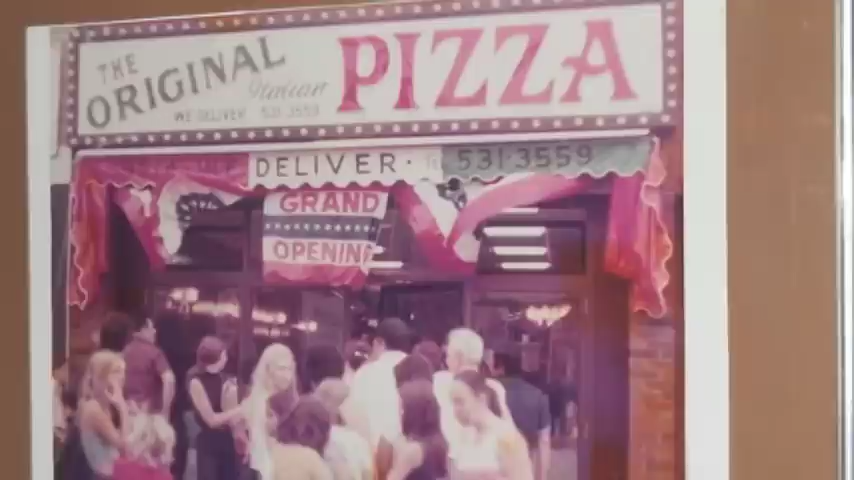 THE
ORIGINAL
Italian
PIZZA
WE DELIVER 531-3559
DELIVER · 531·3559
GRAND
OPENING